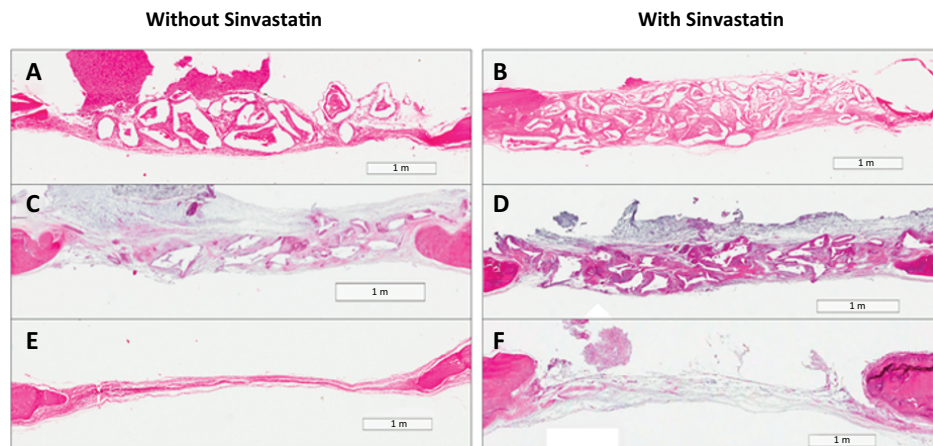 Without Sinvastatin
With Sinvastatin
A
B
1 m
1 m
C
D
1 m
1 m
E
F
1 m
1 m